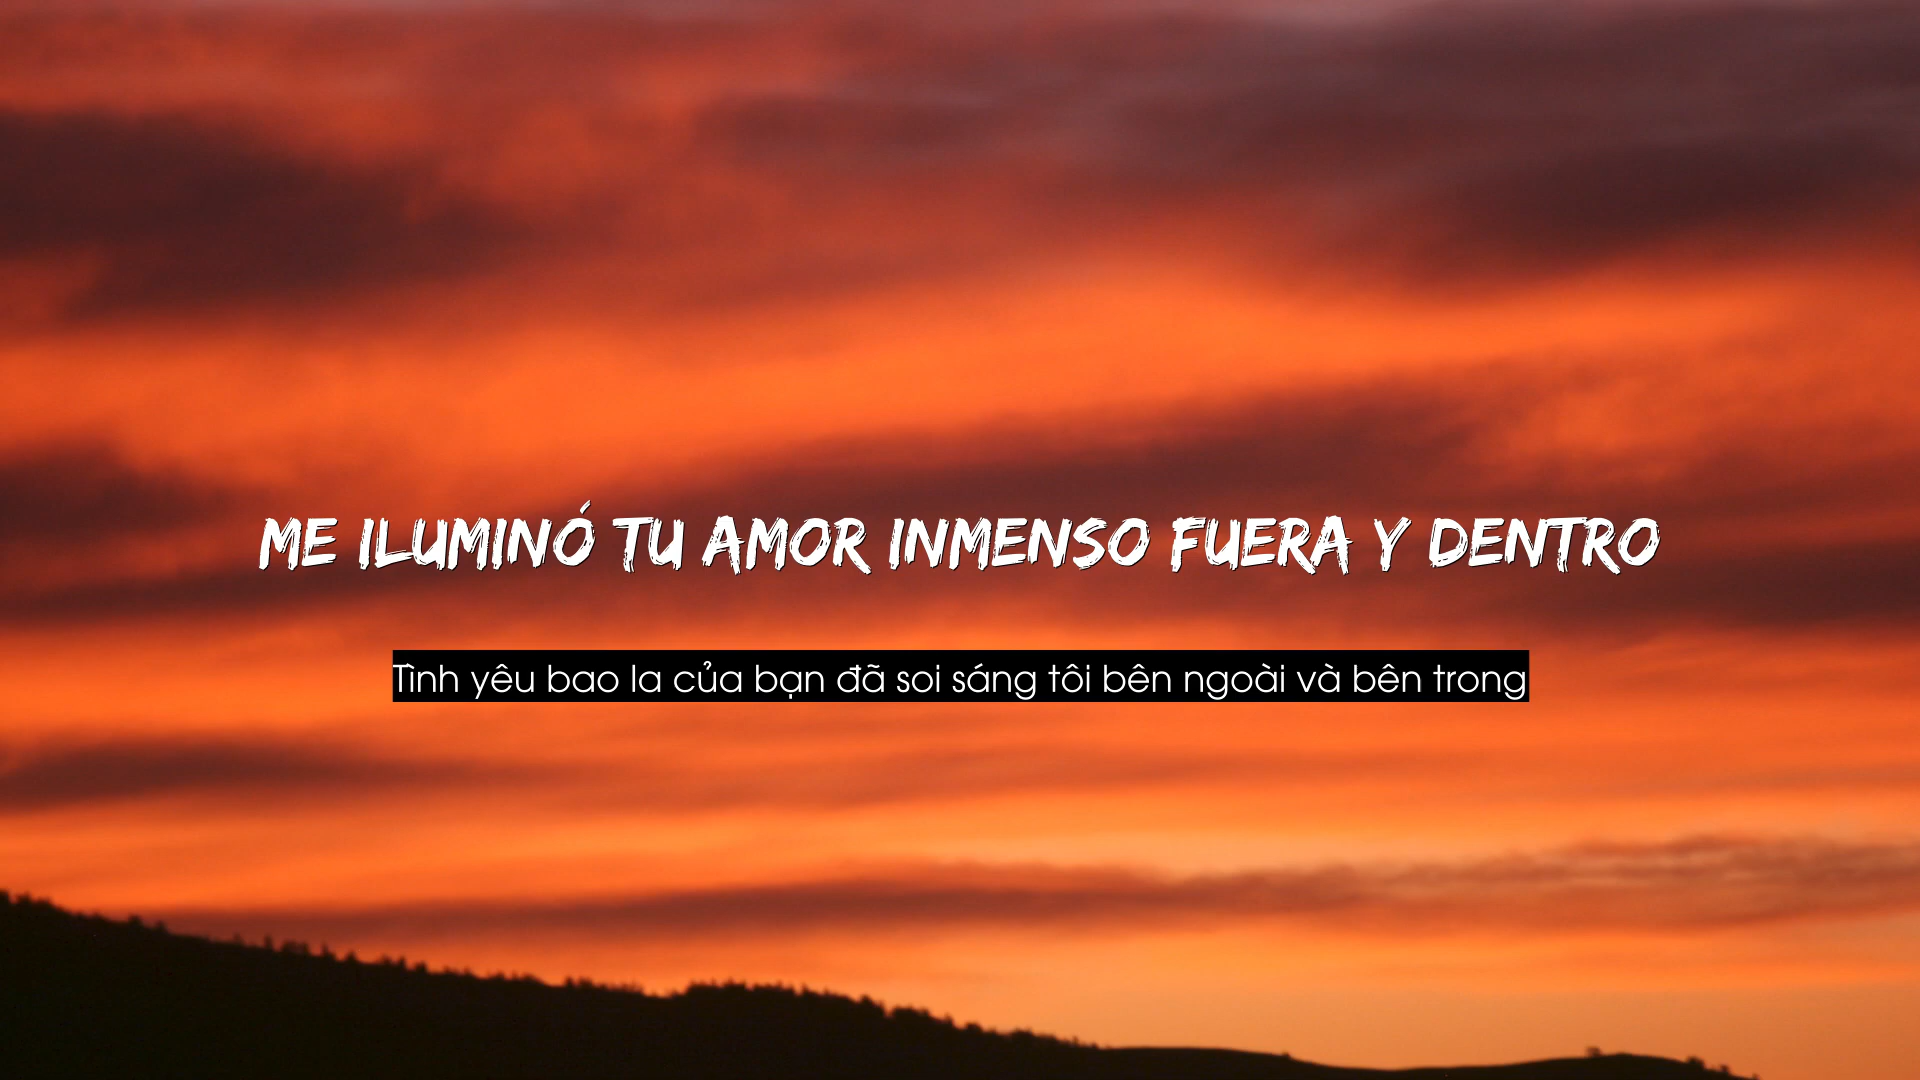 ME ILUMINÓ TU AMOR INMENSO FUERA Y DENTRO
Tình yêu bao la của bạn đã soi sáng tôi bên ngoài và bên trong